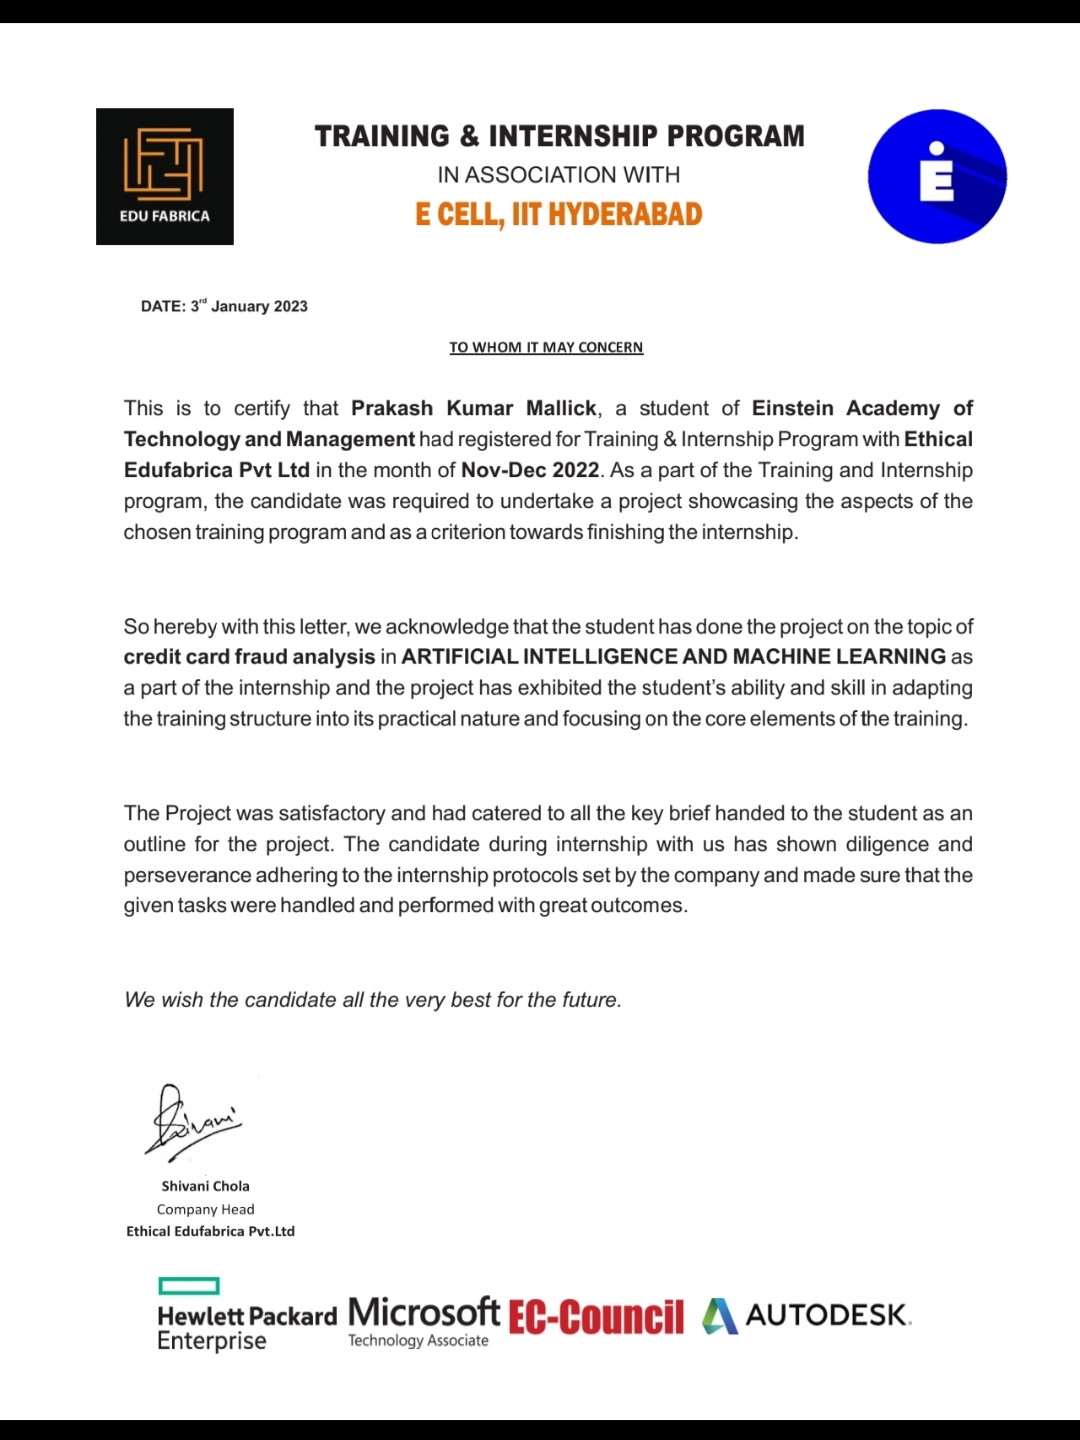 EDU FABRICA
TRAINING & INTERNSHIP PROGRAM
IN ASSOCIATION WITH
E CELL, IIT HYDERABAD
DATE: 3rd January 2023
TO WHOM IT MAY CONCERN
This is to certify that Prakash Kumar Mallick, a student of Einstein Academy of
Technology and Management had registered for Training & Internship Program with Ethical
Edufabrica Pvt Ltd in the month of Nov-Dec 2022. As a part of the Training and Internship
program, the candidate was required to undertake a project showcasing the aspects of the
chosen training program and as a criterion towards finishing the internship.
So hereby with this letter, we acknowledge that the student has done the project on the topic of
credit card fraud analysis in ARTIFICIAL INTELLIGENCE AND MACHINE LEARNING as
a part of the internship and the project has exhibited the student's ability and skill in adapting
the training structure into its practical nature and focusing on the core elements of the training.
The Project was satisfactory and had catered to all the key brief handed to the student as an
outline for the project. The candidate during internship with us has shown diligence and
perseverance adhering to the internship protocols set by the company and made sure that the
given tasks were handled and performed with great outcomes.
We wish the candidate all the very best for the future.
Shivani
Shivani Chola
Company Head
Ethical Edufabrica Pvt.Ltd
Hewlett Packard
Enterprise
Microsoft
Technology Associate
EC-Council
AUTODESK.